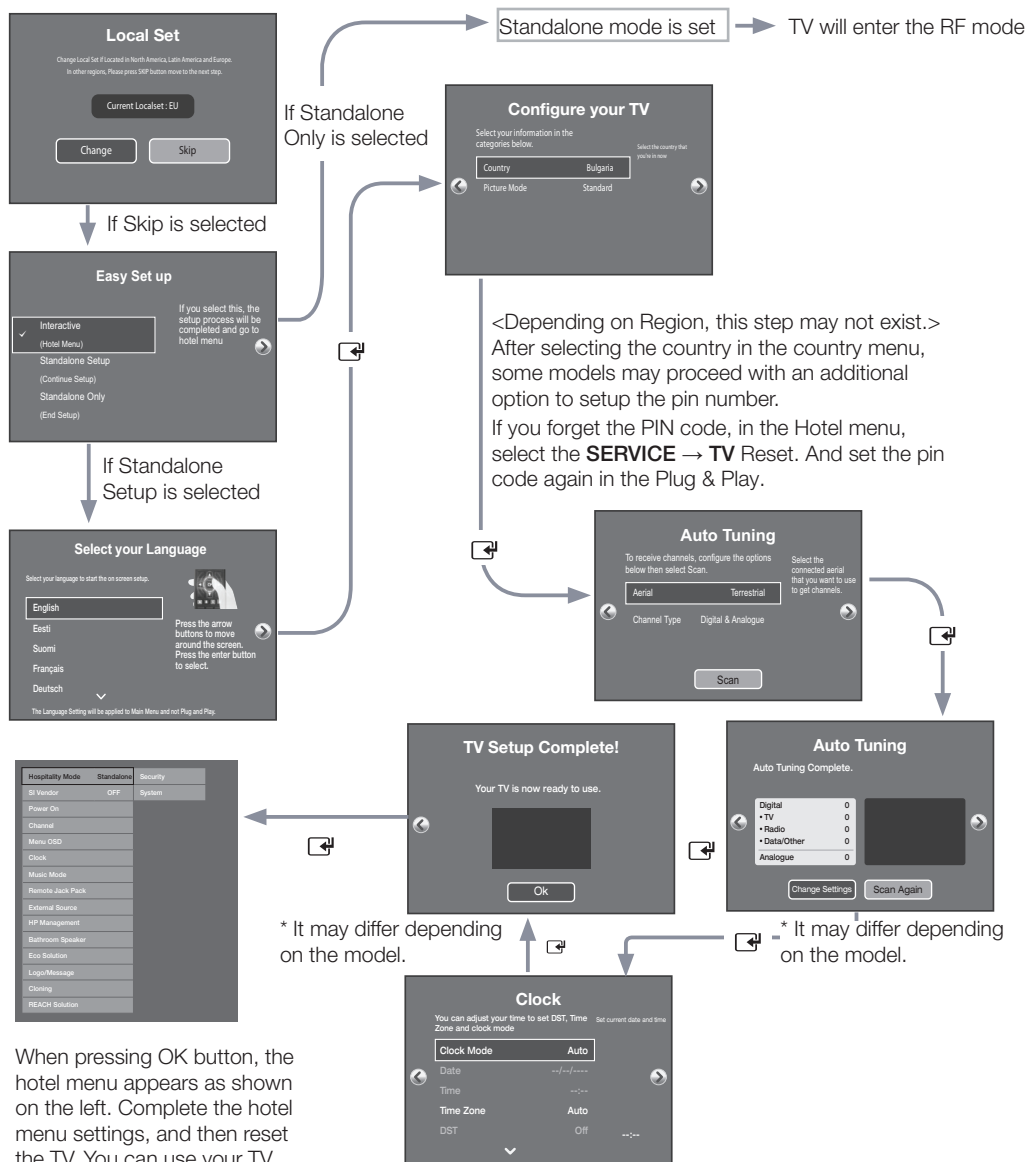 Local Set
Change Local Set if Located in North America, Latin America and Europe.
In other regions, Please press SKIP button move to the next step.
Current Localset : EU
Change
Skip
Standalone mode is set
TV will enter the RF mode
If Standalone
Only is selected
If Skip is selected
Configure your TV
Select your information in the
categories below.
Select the country that
you're in now
Country Bulgaria
Picture Mode Standard
Easy Set up
Interactive
(Hotel Menu)
Standalone Setup
(Continue Setup)
Standalone Only
(End Setup)
If you select this, the
setup process will be
completed and go to
hotel menu
<Depending on Region, this step may not exist.>
After selecting the country in the country menu,
some models may proceed with an additional
option to setup the pin number.
If you forget the PIN code, in the Hotel menu,
select the SERVICE → TV Reset. And set the pin
code again in the Plug & Play.
If Standalone
Setup is selected
Select your Language
Select your language to start the on screen setup.
English
Eesti
Suomi
Français
Deutsch
Press the arrow
buttons to move
around the screen.
Press the enter button
to select.
The Language Setting will be applied to Main Menu and not Plug and Play.
Auto Tuning
To receive channels, configure the options
below then select Scan.
Select the
connected aerial
that you want to use
to get channels.
Aerial Terrestrial
Channel Type Digital & Analogue
Scan
Auto Tuning
Auto Tuning Complete.
Digital 0
• TV 0
• Radio 0
• Data/Other 0
Analogue 0
Change Settings
Scan Again
* It may differ depending
on the model.
TV Setup Complete!
Your TV is now ready to use.
Ok
* It may differ depending
on the model.
Hospitality Mode Standalone Security
SI Vendor OFF System
Power On
Channel
Menu OSD
Clock
Music Mode
Remote Jack Pack
External Source
HP Management
Bathroom Speaker
Eco Solution
Logo/Message
Cloning
REACH Solution
Clock
You can adjust your time to set DST, Time
Zone and clock mode
Set current date and time
Clock Mode Auto
Date --/--/----
Time --:--
Time Zone Auto
DST Off
--:--
When pressing OK button, the
hotel menu appears as shown
on the left. Complete the hotel
menu settings, and then reset
the TV. You can use your TV